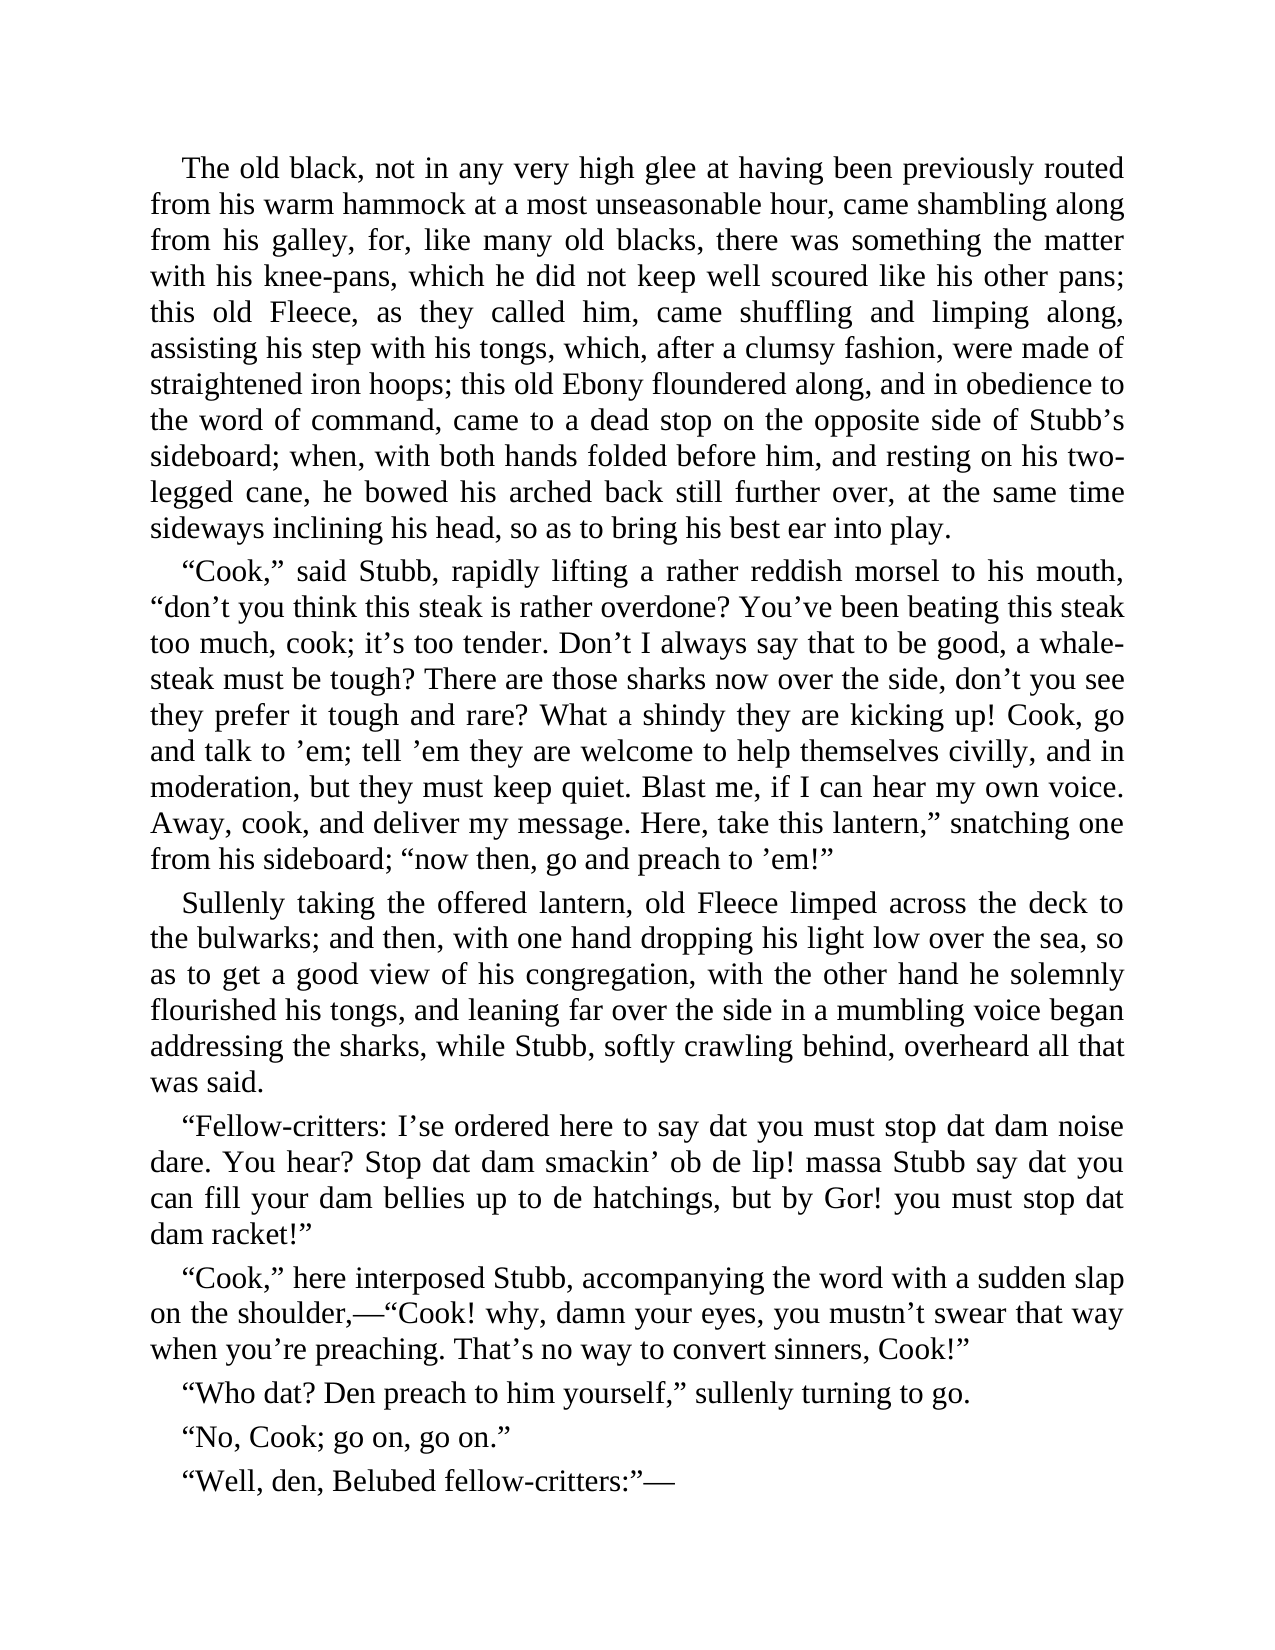 The old black, not in any very high glee at having been previously routed
from his warm hammock at a most unseasonable hour, came shambling along
from his galley, for, like many old blacks, there was something the matter
with his knee-pans, which he did not keep well scoured like his other pans;
this old Fleece, as they called him, came shuffling and limping along,
assisting his step with his tongs, which, after a clumsy fashion, were made of
straightened iron hoops; this old Ebony floundered along, and in obedience to
the word of command, came to a dead stop on the opposite side of Stubb’s
sideboard; when, with both hands folded before him, and resting on his two-
legged cane, he bowed his arched back still further over, at the same time
sideways inclining his head, so as to bring his best ear into play.
“Cook,” said Stubb, rapidly lifting a rather reddish morsel to his mouth,
“don’t you think this steak is rather overdone? You’ve been beating this steak
too much, cook; it’s too tender. Don’t I always say that to be good, a whale-
steak must be tough? There are those sharks now over the side, don’t you see
they prefer it tough and rare? What a shindy they are kicking up! Cook, go
and talk to ’em; tell ’em they are welcome to help themselves civilly, and in
moderation, but they must keep quiet. Blast me, if I can hear my own voice.
Away, cook, and deliver my message. Here, take this lantern,” snatching one
from his sideboard; “now then, go and preach to ’em!”
Sullenly taking the offered lantern, old Fleece limped across the deck to
the bulwarks; and then, with one hand dropping his light low over the sea, so
as to get a good view of his congregation, with the other hand he solemnly
flourished his tongs, and leaning far over the side in a mumbling voice began
addressing the sharks, while Stubb, softly crawling behind, overheard all that
was said.
“Fellow-critters: I’se ordered here to say dat you must stop dat dam noise
dare. You hear? Stop dat dam smackin’ ob de lip! massa Stubb say dat you
can fill your dam bellies up to de hatchings, but by Gor! you must stop dat
dam racket!”
“Cook,” here interposed Stubb, accompanying the word with a sudden slap
on the shoulder,—“Cook! why, damn your eyes, you mustn’t swear that way
when you’re preaching. That’s no way to convert sinners, Cook!”
“Who dat? Den preach to him yourself,” sullenly turning to go.
“No, Cook; go on, go on.”
“Well, den, Belubed fellow-critters:”—